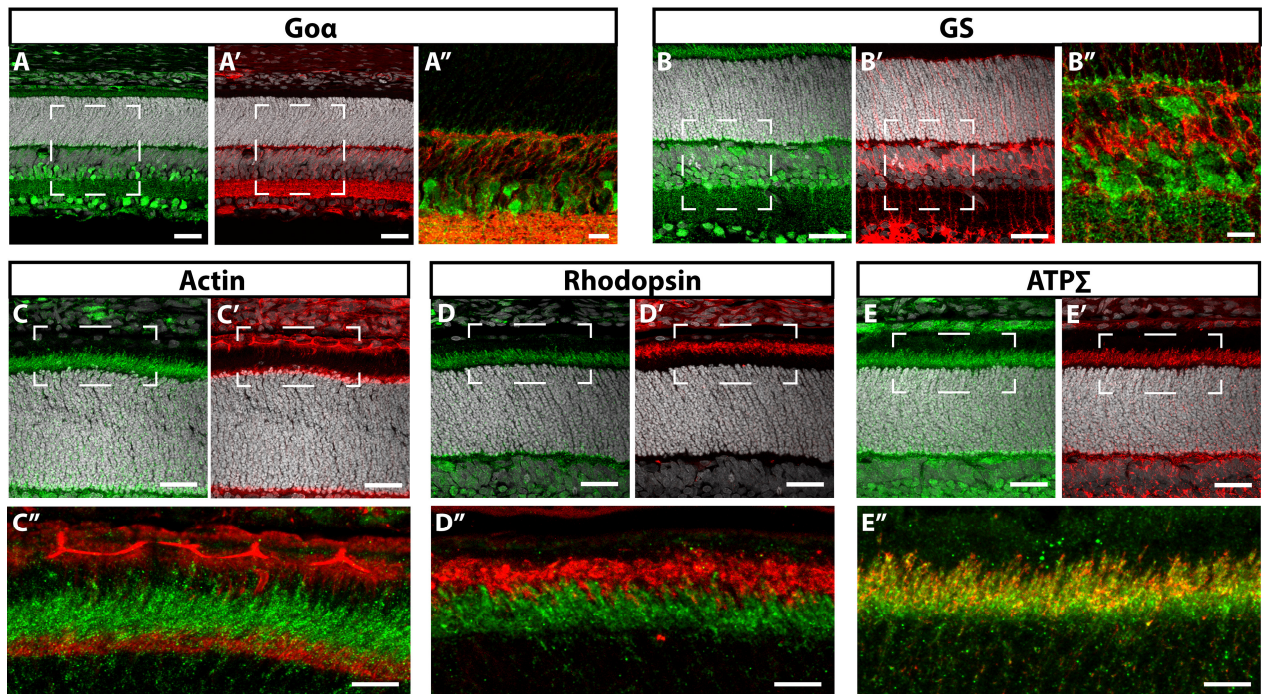 Goα
GS
A
A′
A″
B
B′
B″
Actin
Rhodopsin
ATPΣ
C
C′
D
D′
E
E′
C″
D″
E″